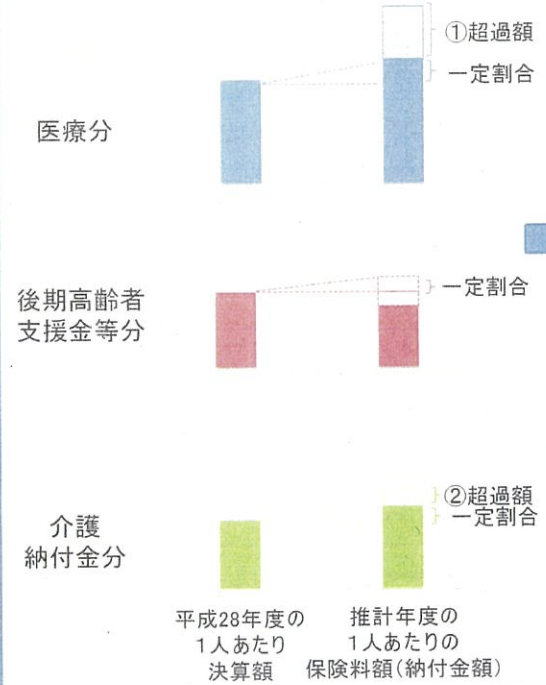 ①超過額
一定割合
医療分
一定割合
後期高齢者
支援金等分
②超過額
一定割合
介護
納付金分
平成28年度の
1人あたり
決算額
推計年度の
1人あたりの
保険料額(納付金額)